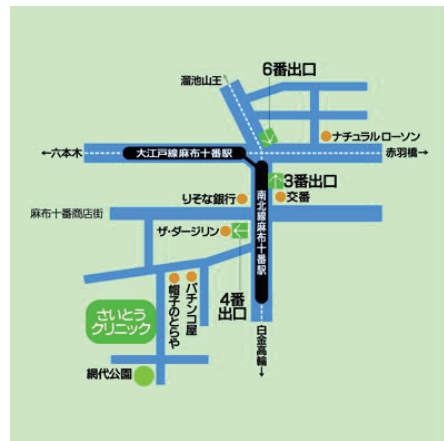 溜池山王
6番出口
ナチュラルローソン
←六本木
大江戸線麻布十番駅
赤羽橋→
3番出口
りそな銀行
交番
南北線麻布十番駅
麻布十番商店街
ザ・ダージリン
4番
出口
パチンコ屋
帽子のとらや
さいとう
クリニック
白金高輪→
網代公園